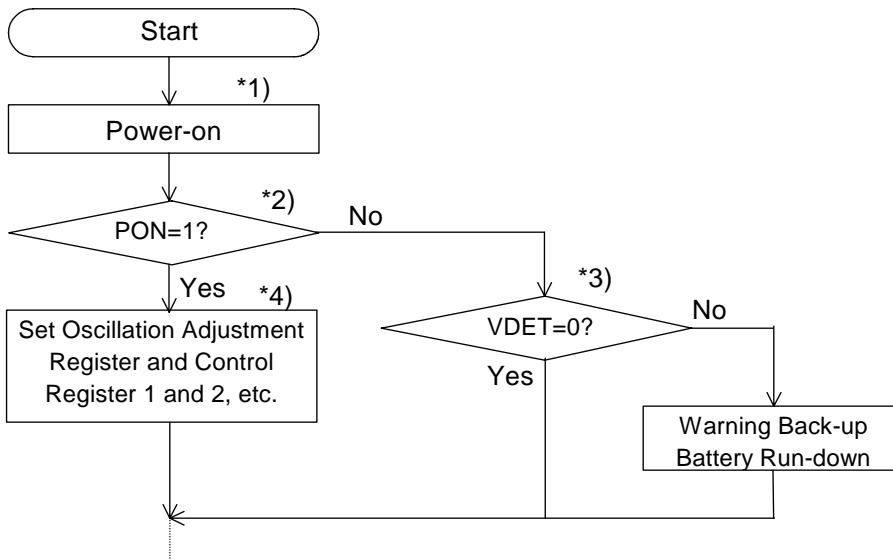 Start
*1)
Power-on
*2)
PON=1?
No
Yes
*3)
*4)
VDET=0?
No
Set Oscillation Adjustment
Register and Control
Register 1 and 2, etc.
Yes
Warning Back-up
Battery Run-down